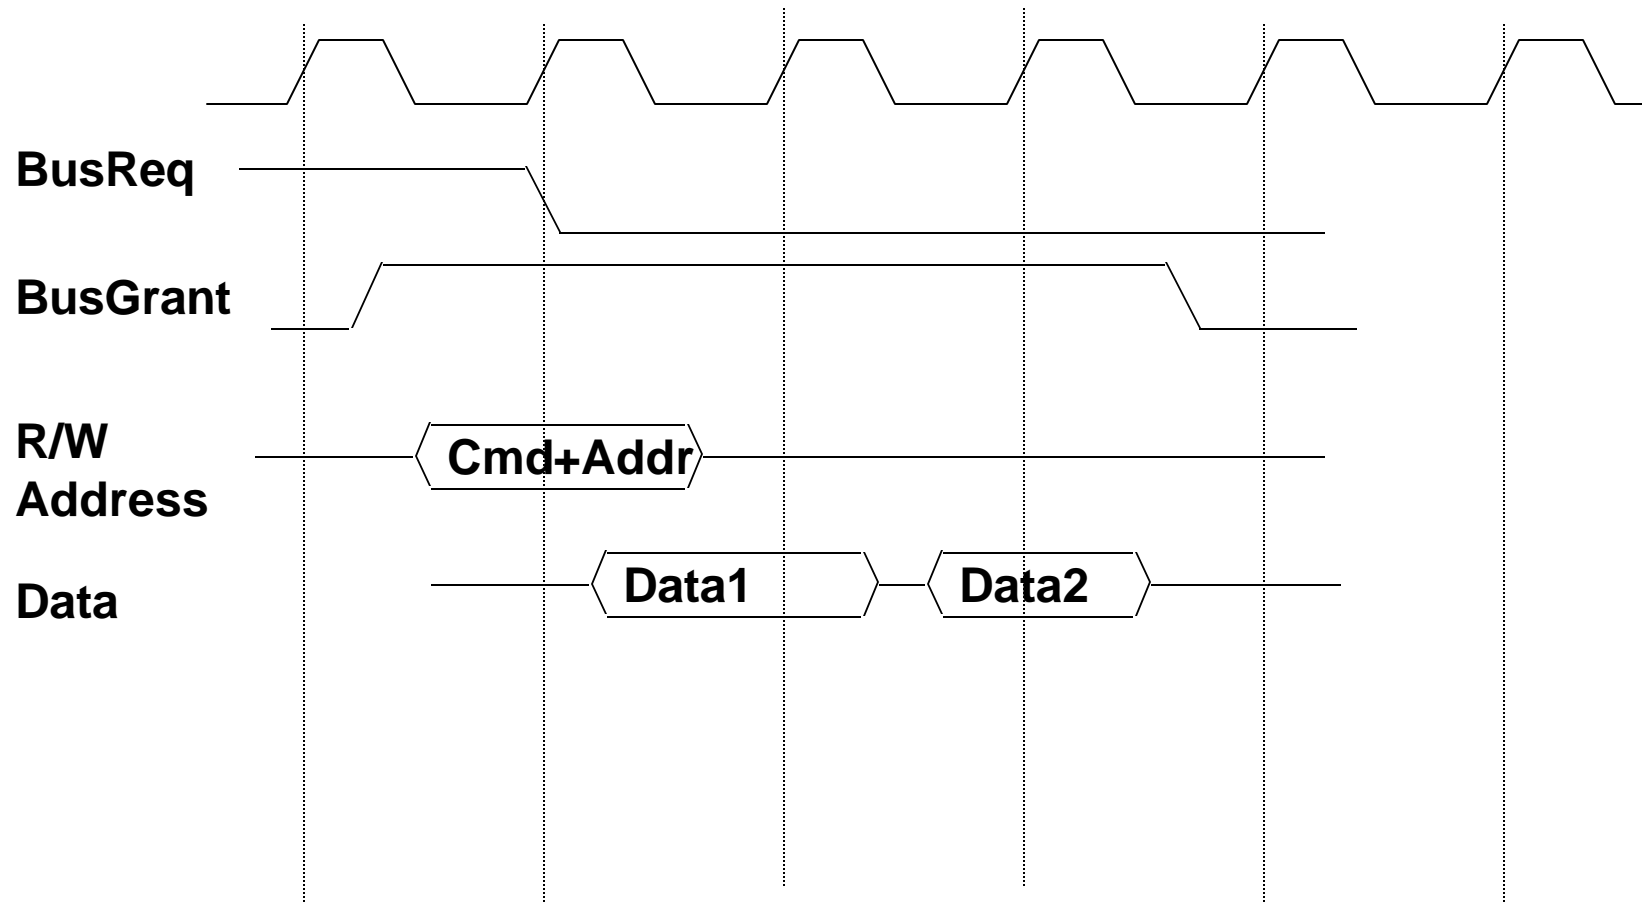 BusReq
BusGrant
R/W
Address
Cmd+Addr
Data
Data1
Data2